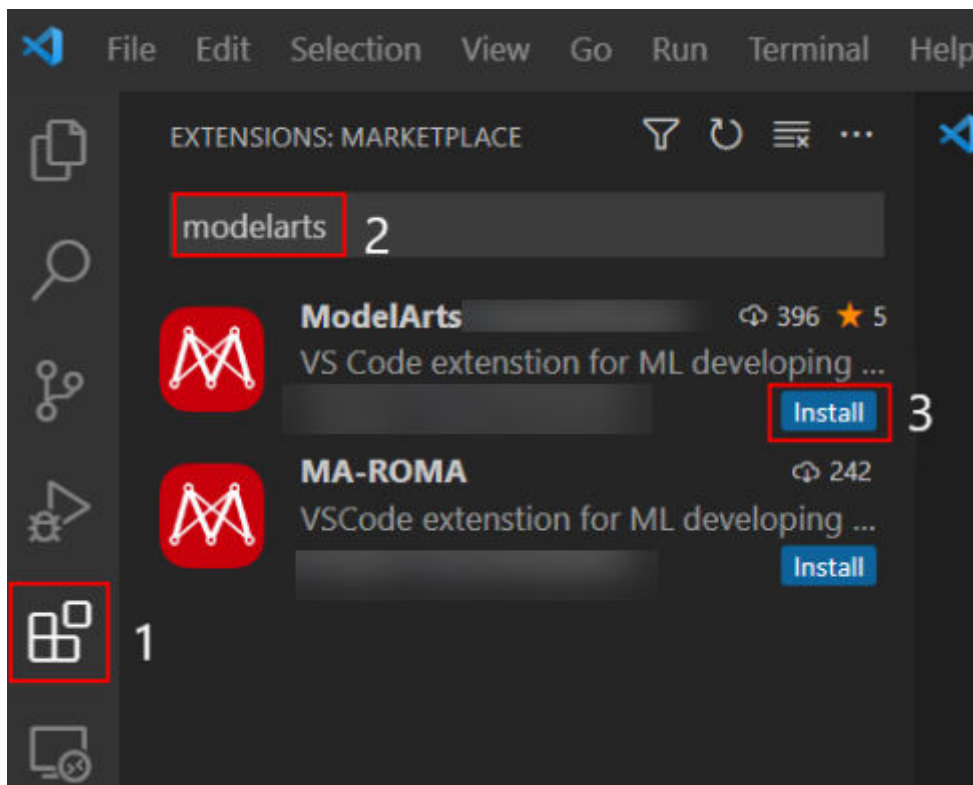 File Edit Selection View Go Run Terminal Help
EXTENSIONS: MARKETPLACE
modelarts 2
ModelArts 396 5
VS Code extenstion for ML developing ...
Install 3
MA-ROMA 242
VSCode extenstion for ML developing ...
Install
1